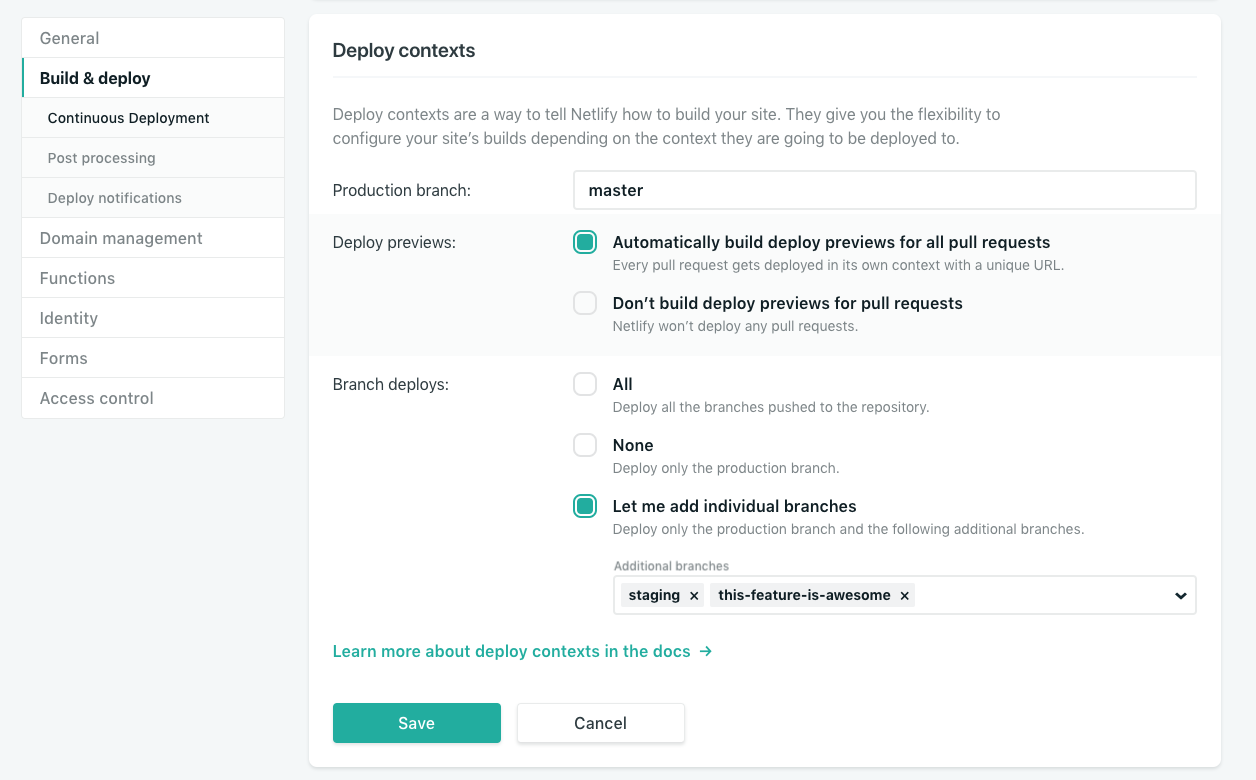 General
Build & deploy
Continuous Deployment
Post processing
Deploy notifications
Domain management
Functions
Identity
Forms
Access control
Deploy contexts
Deploy contexts are a way to tell Netlify how to build your site. They give you the flexibility to
configure your site’s builds depending on the context they are going to be deployed to.
Production branch:
master
Deploy previews:
Automatically build deploy previews for all pull requests
Every pull request gets deployed in its own context with a unique URL.
Don’t build deploy previews for pull requests
Netlify won’t deploy any pull requests.
Branch deploys:
All
Deploy all the branches pushed to the repository.
None
Deploy only the production branch.
Let me add individual branches
Deploy only the production branch and the following additional branches.
Additional branches
staging × this-feature-is-awesome ×
Learn more about deploy contexts in the docs →
Save
Cancel